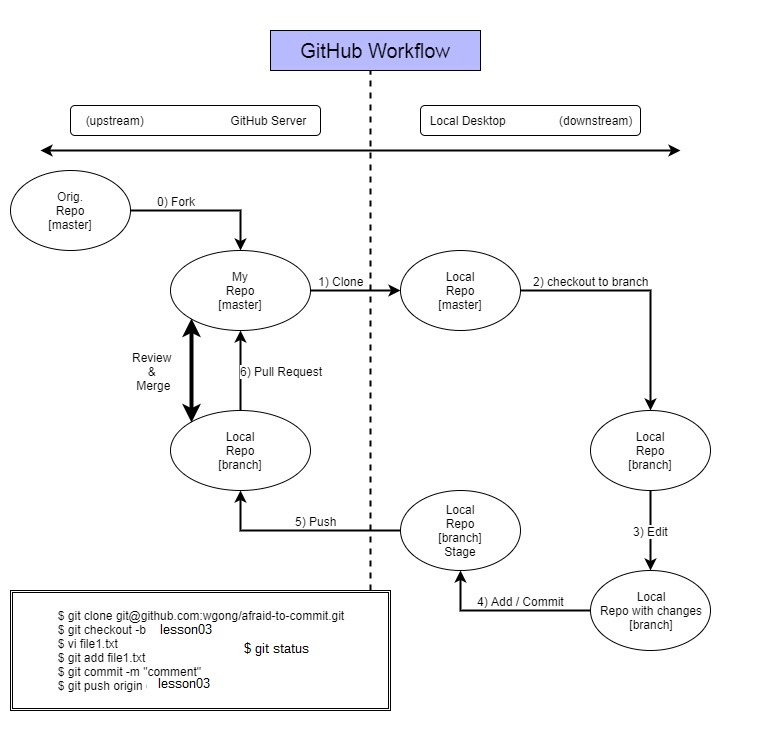 GitHub Workflow
(upstream) GitHub Server
Local Desktop (downstream)
Orig.
Repo
[master]
0) Fork
My
Repo
[master]
1) Clone
Local
Repo
[master]
2) checkout to branch
Review
&
Merge
6) Pull Request
Local
Repo
[branch]
Local
Repo
[branch]
5) Push
Local
Repo
[branch]
Stage
3) Edit
4) Add / Commit
Local
Repo with changes
[branch]
$ git clone git@github.com:wgong/afraid-to-commit.git
$ git checkout -b lesson03
$ vi file1.txt
$ git status
$ git add file1.txt
$ git commit -m "comment"
$ git push origin lesson03